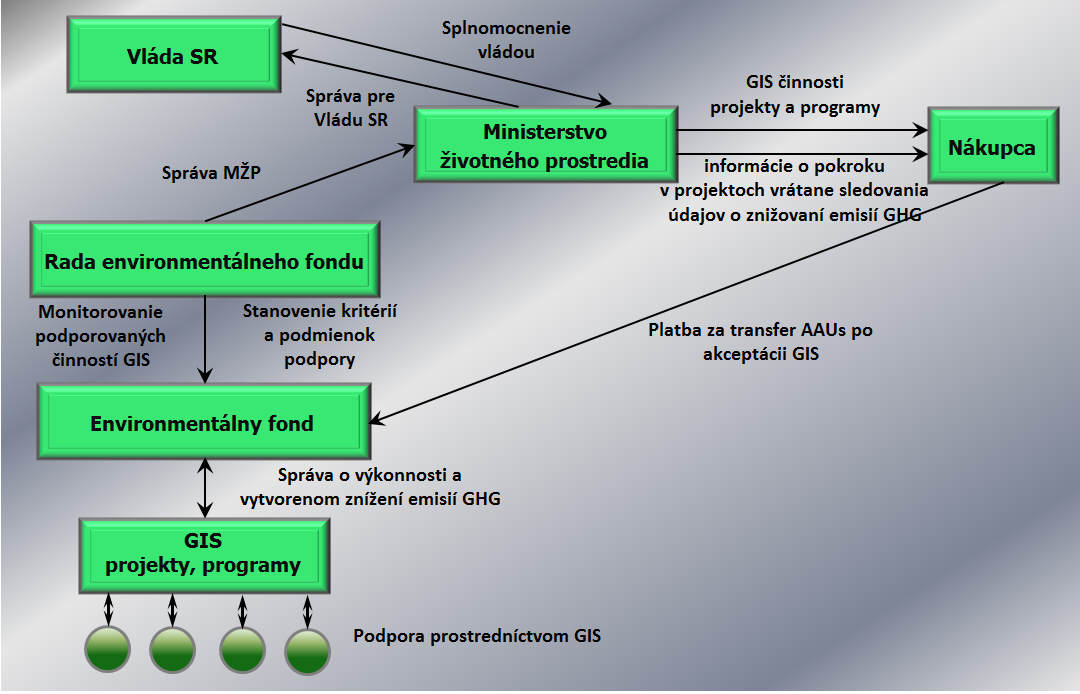 Vláda SR
Splnomocnenie
vládou
Správa pre
Vládu SR
Ministerstvo
životného prostredia
GIS činnosti
projekty a programy
Nákupca
informácie o pokroku
v projektoch vrátane sledovania
údajov o znižovaní emisií GHG
Správa MŽP
Rada environmentálneho fondu
Monitorovanie
podporovaných
činností GIS
Stanovenie kritérií
a podmienok
podpory
Platba za transfer AAUs po
akceptácii GIS
Environmentálny fond
Správa o výkonnosti a
vytvorenom znížení emisií GHG
GIS
projekty, programy
Podpora prostredníctvom GIS